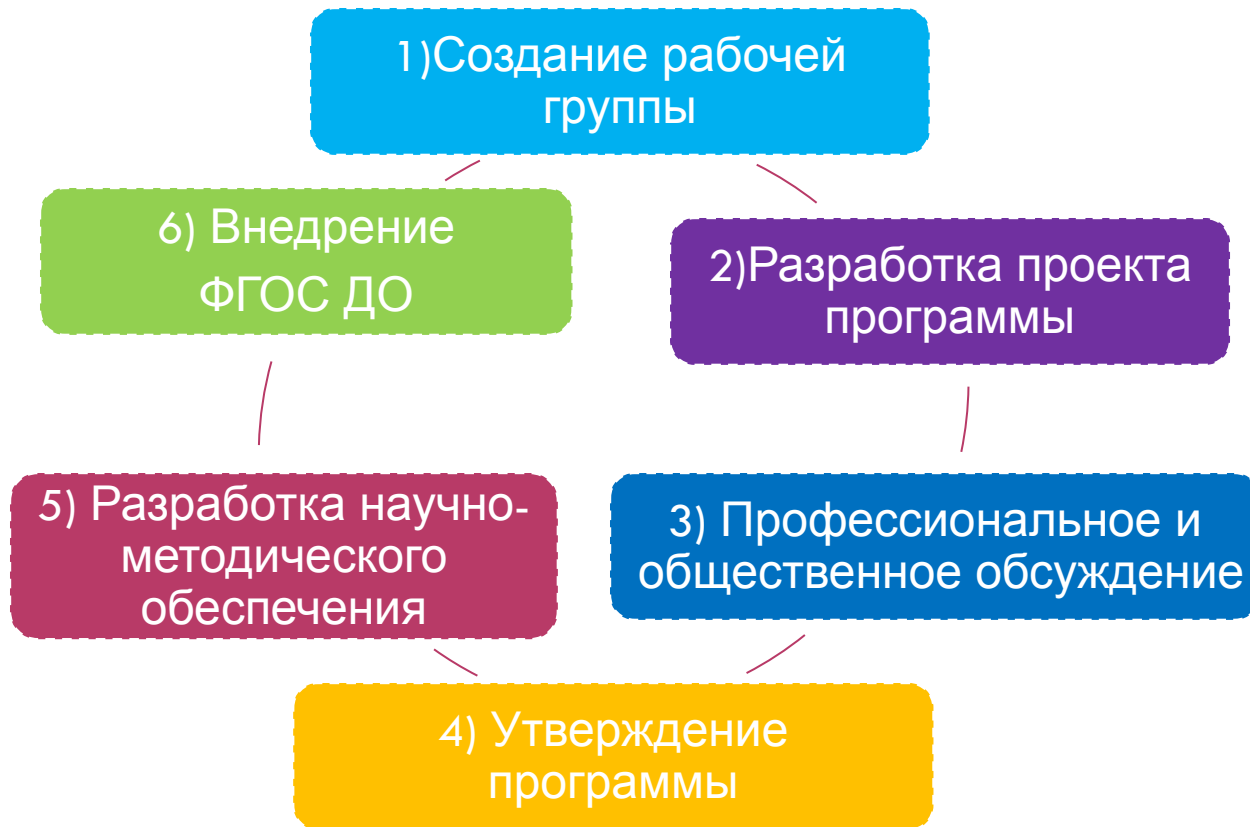 1)Создание рабочей
группы
2)Разработка проекта
программы
3) Профессиональное и
общественное обсуждение
4) Утверждение
программы
5) Разработка научно-
методического
обеспечения
6) Внедрение
ФГОС ДО